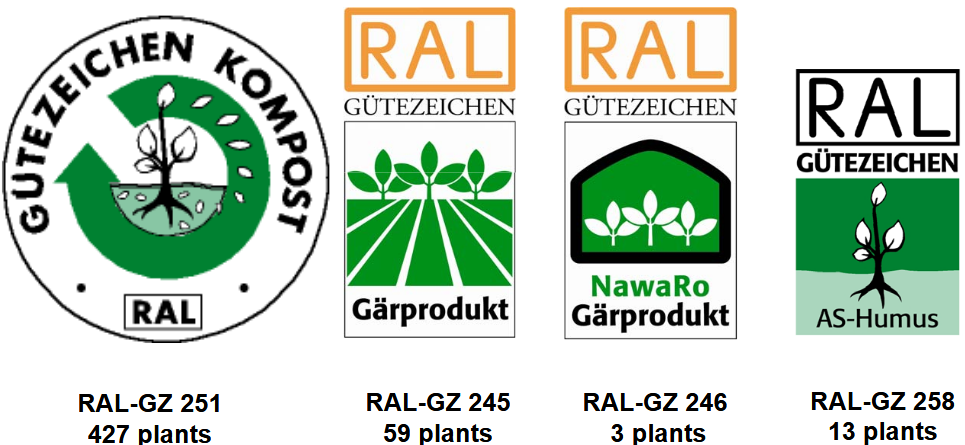 GÜTEZEICHEN KOMPOST
RAL
RAL-GZ 251
427 plants
RAL
GÜTEZEICHEN
Gärprodukt
RAL-GZ 245
59 plants
RAL
GÜTEZEICHEN
NawaRo
Gärprodukt
RAL-GZ 246
3 plants
RAL
GÜTEZEICHEN
AS-Humus
RAL-GZ 258
13 plants